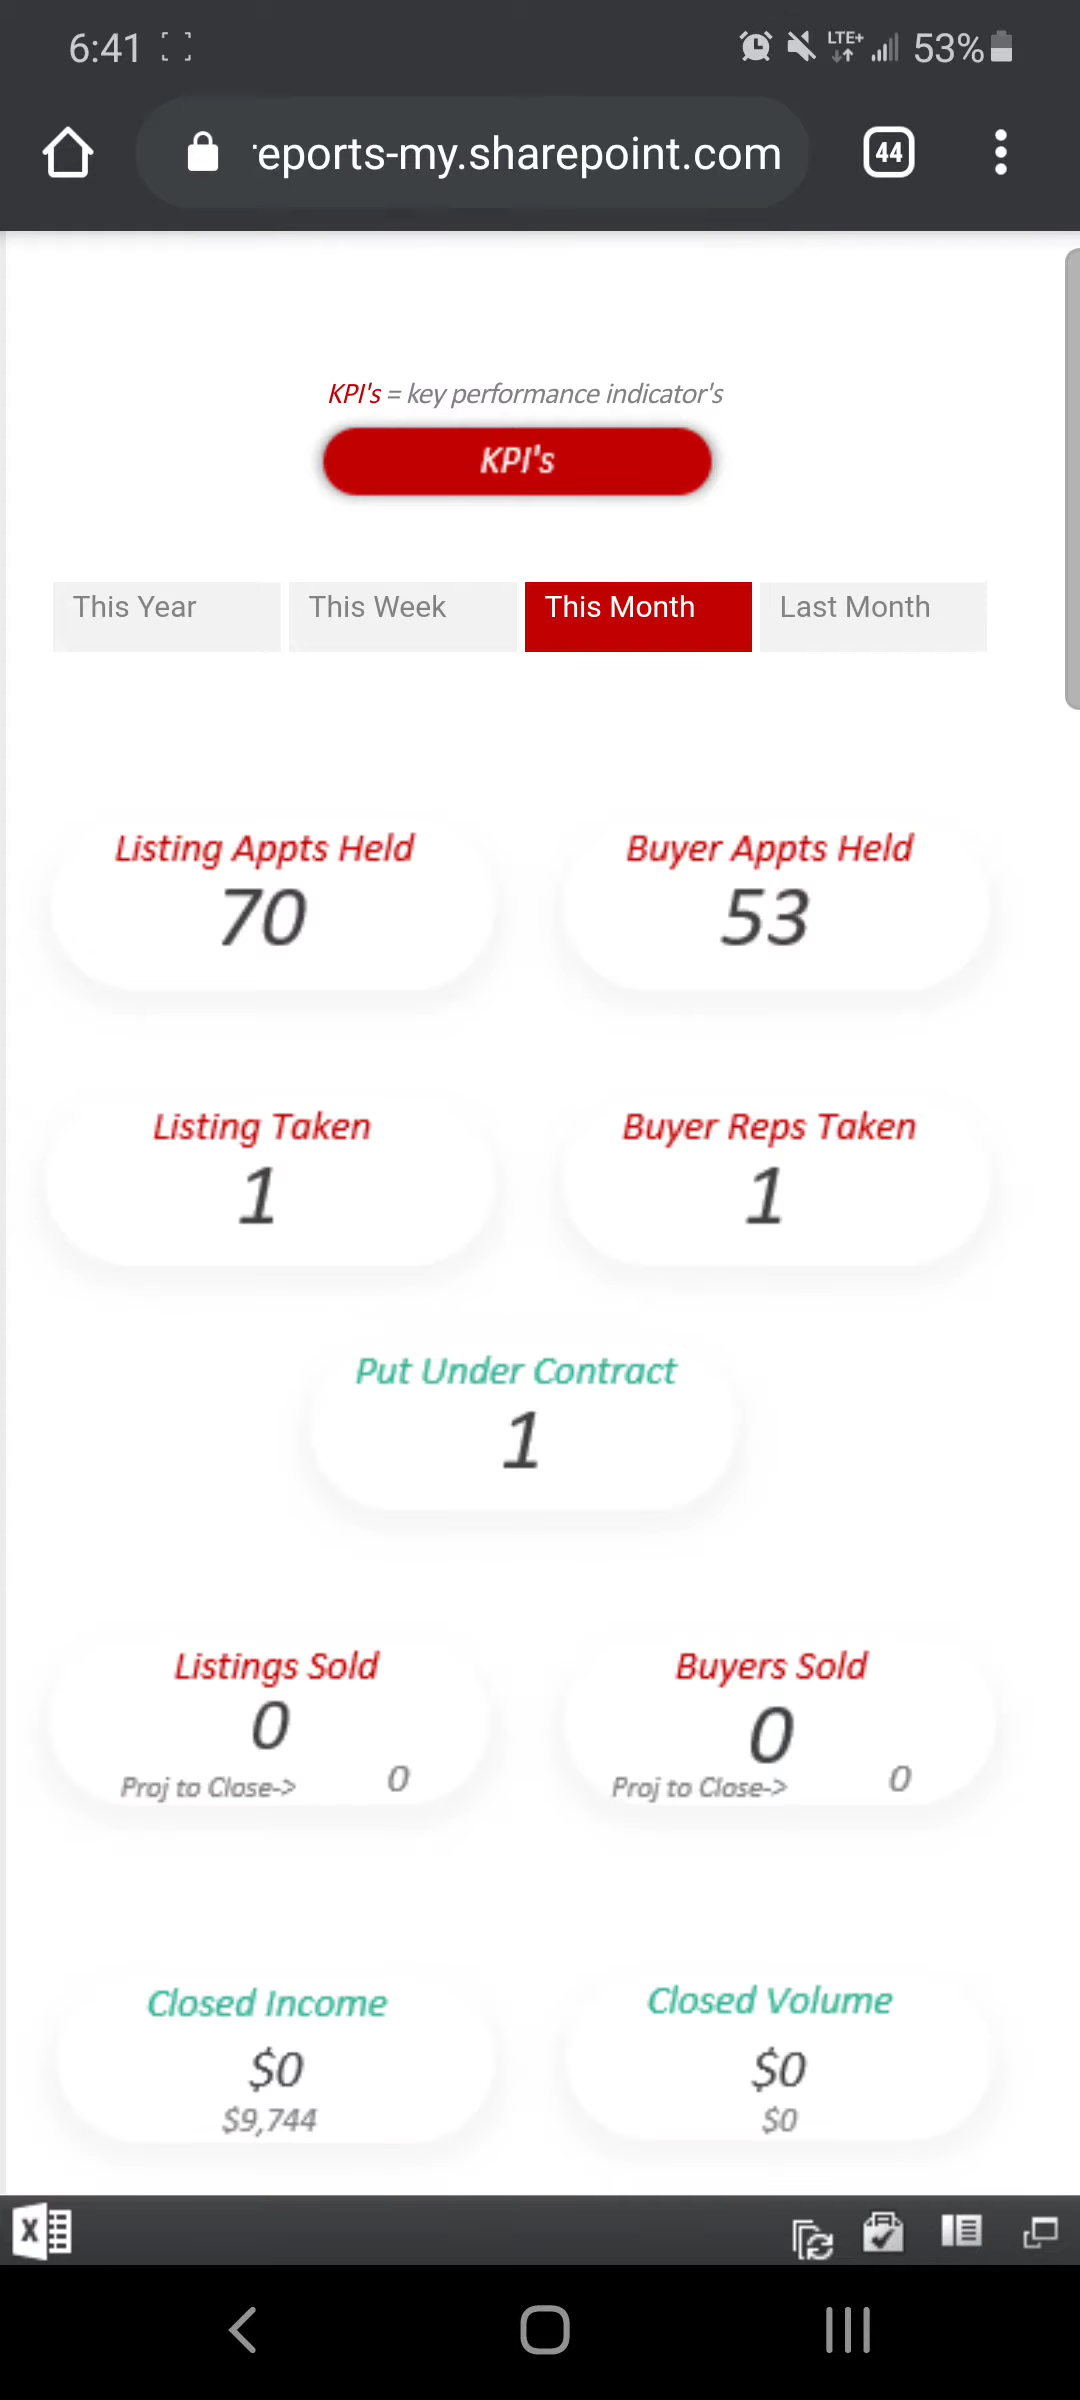 6:41 LTE+ 53%
reports-my.sharepoint.com 44
KPI's = key performance indicator's
KPI's
This Year This Week This Month Last Month
Listing Appts Held Buyer Appts Held
70 53
Listing Taken Buyer Reps Taken
1 1
Put Under Contract
1
Listings Sold Buyers Sold
0 0
Proj to Close-> 0 Proj to Close-> 0
Closed Income Closed Volume
$0 $0
$9,744 $0
X